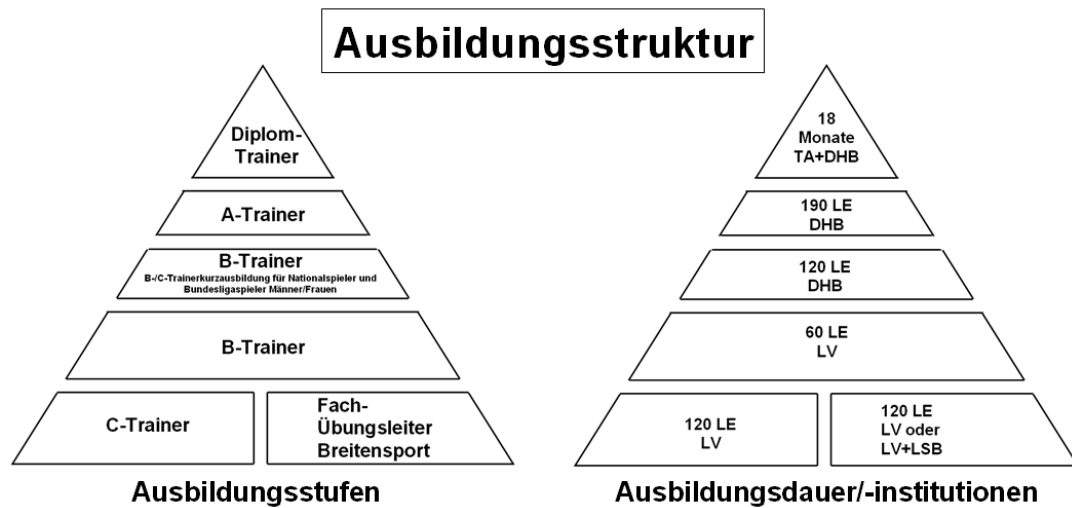 Ausbildungsstruktur
Diplom-
Trainer
A-Trainer
B-Trainer
B-/C-Trainerkurzausbildung für Nationalspieler und
Bundesligaspieler Männer/Frauen
B-Trainer
C-Trainer
Fach-
Übungsleiter
Breitensport
Ausbildungsstufen
18
Monate
TA+DHB
190 LE
DHB
120 LE
DHB
60 LE
LV
120 LE
LV
120 LE
LV oder
LV+LSB
Ausbildungsdauer/-institutionen